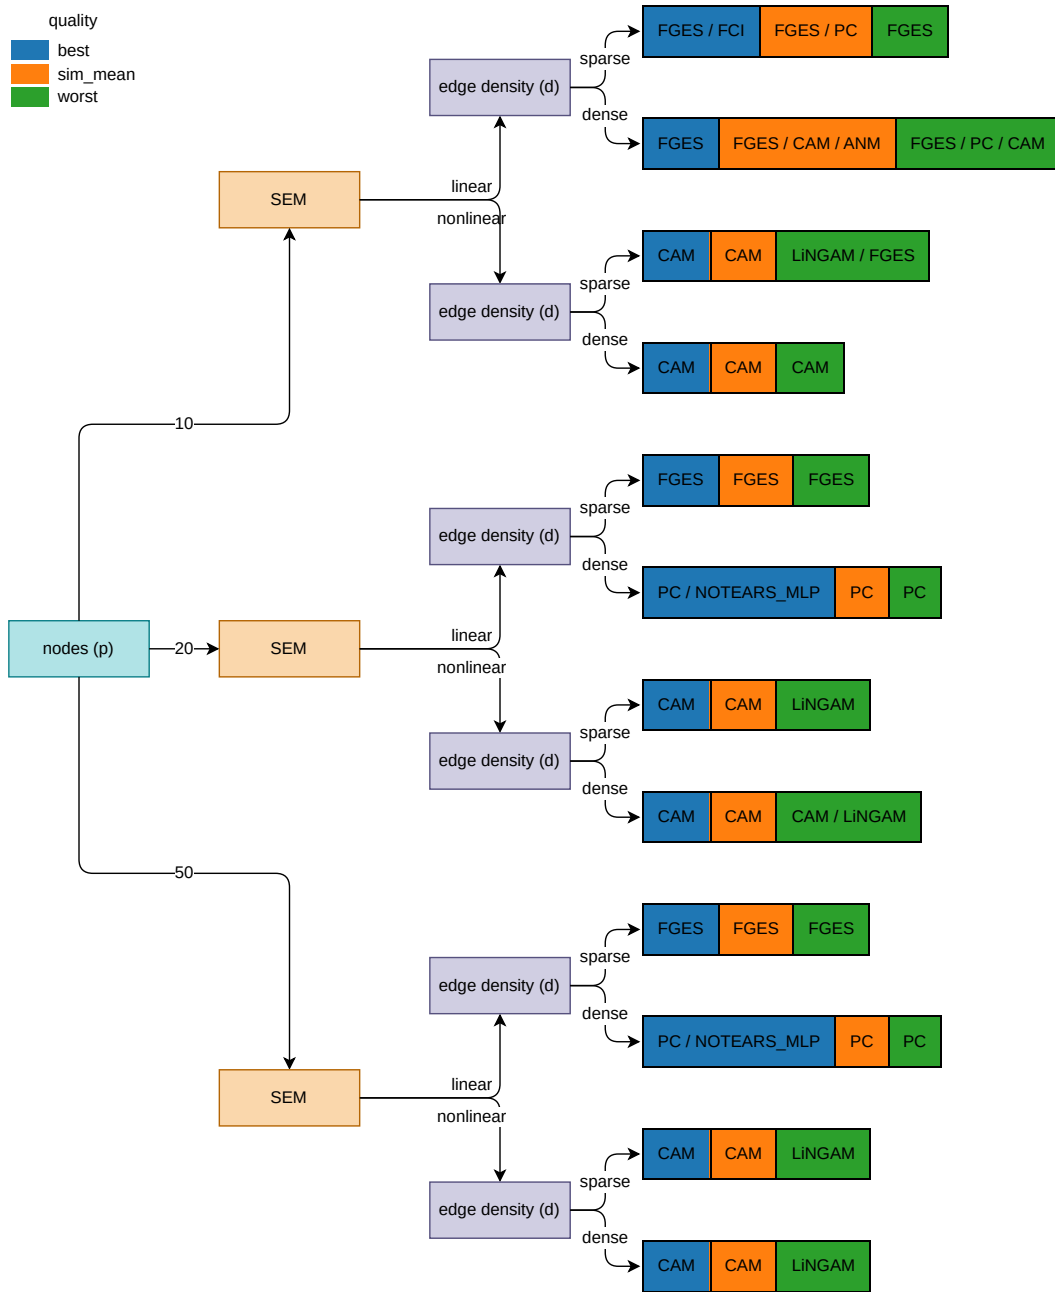 quality
best
sim_mean
worst
nodes (p)
10
20
50
SEM
linear
nonlinear
edge density (d)
sparse
FGES / FCI FGES / PC FGES
dense
FGES FGES / CAM / ANM FGES / PC / CAM
edge density (d)
sparse
CAM CAM LiNGAM / FGES
dense
CAM CAM CAM
SEM
linear
nonlinear
edge density (d)
sparse
FGES FGES FGES
dense
PC / NOTEARS_MLP PC PC
edge density (d)
sparse
CAM CAM LiNGAM
dense
CAM CAM CAM / LiNGAM
SEM
linear
nonlinear
edge density (d)
sparse
FGES FGES FGES
dense
PC / NOTEARS_MLP PC PC
edge density (d)
sparse
CAM CAM LiNGAM
dense
CAM CAM LiNGAM